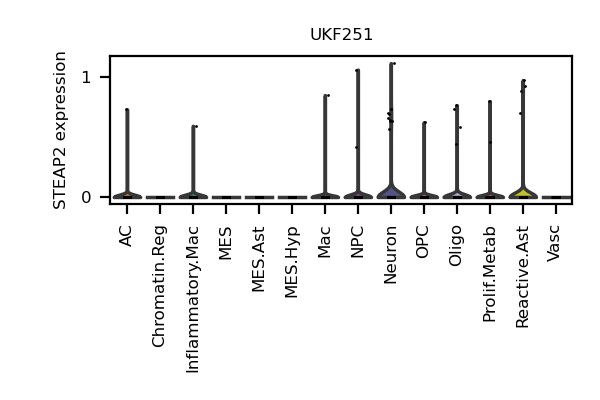 UKF251
STEAP2 expression
1
0
AC
Chromatin.Reg
Inflammatory.Mac
MES
MES.Ast
MES.Hyp
Mac
NPC
Neuron
OPC
Oligo
Prolif.Metab
Reactive.Ast
Vasc